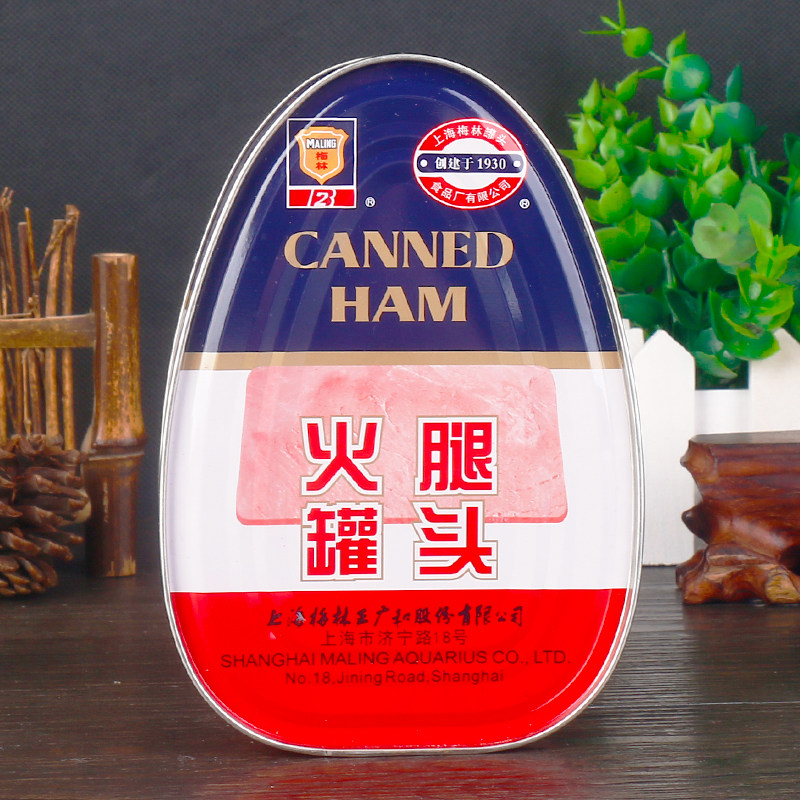 MALING
梅林
B2
®
上海梅林罐头
创建于1930
食品厂有限公司
®
CANNED
HAM
火腿
罐头
上海梅林正广和股份有限公司
上海市济宁路18号
SHANGHAI MALING AQUARIUS CO., LTD.
No.18,Jining Road,Shanghai